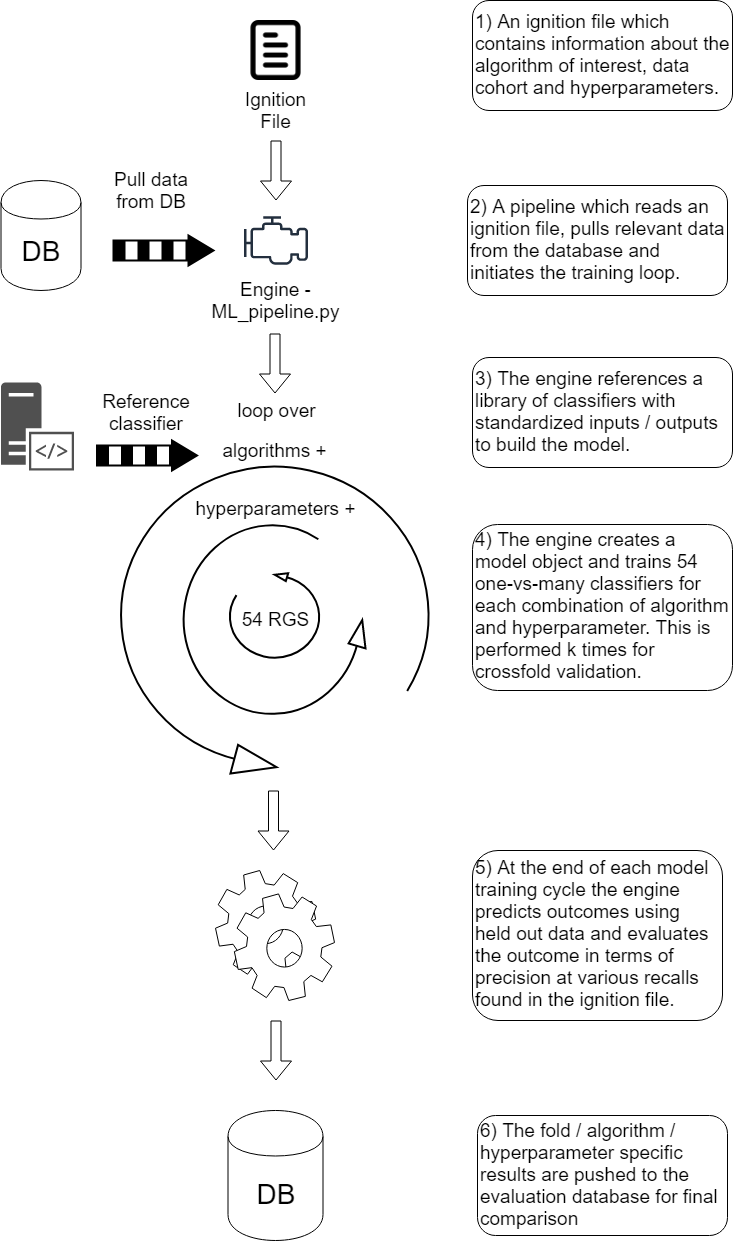 Ignition
File
1) An ignition file which
contains information about the
algorithm of interest, data
cohort and hyperparameters.
Pull data
from DB
DB
Engine -
ML_pipeline.py
2) A pipeline which reads an
ignition file, pulls relevant data
from the database and
initiates the training loop.
Reference
classifier
</>
loop over
algorithms +
hyperparameters +
54 RGS
3) The engine references a
library of classifiers with
standardized inputs / outputs
to build the model.
4) The engine creates a
model object and trains 54
one-vs-many classifiers for
each combination of algorithm
and hyperparameter. This is
performed k times for
crossfold validation.
5) At the end of each model
training cycle the engine
predicts outcomes using
held out data and evaluates
the outcome in terms of
precision at various recalls
found in the ignition file.
DB
6) The fold / algorithm /
hyperparameter specific
results are pushed to the
evaluation database for final
comparison